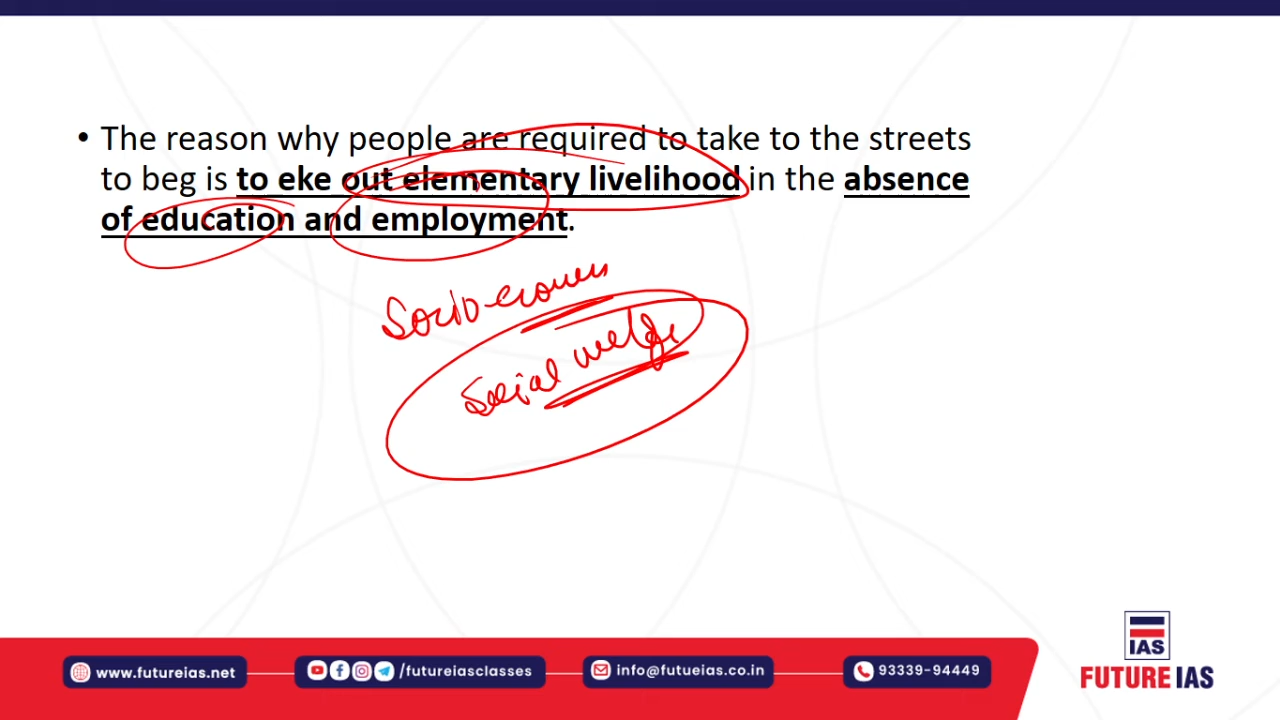 • The reason why people are required to take to the streets
to beg is to eke out elementary livelihood in the absence
of education and employment.
Socio-econom
Social welfe
IAS
FUTURE IAS
www.futureias.net
/futureiasclasses
info@futueias.co.in
93339-94449